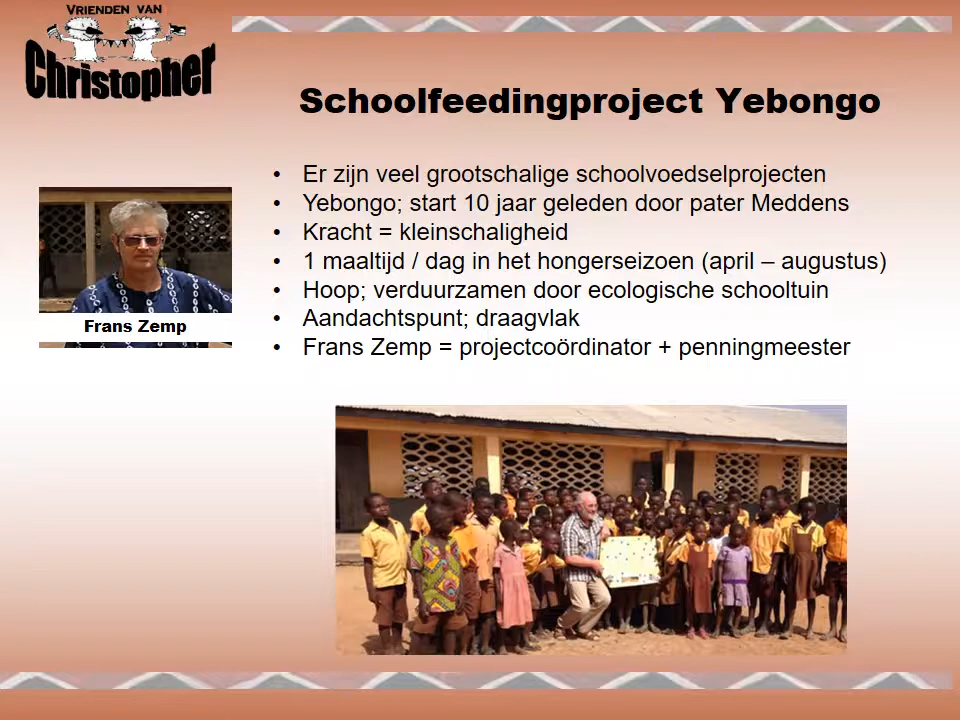 VRIENDEN VAN
Christopher
Schoolfeedingproject Yebongo
• Er zijn veel grootschalige schoolvoedselprojecten
• Yebongo; start 10 jaar geleden door pater Meddens
• Kracht = kleinschaligheid
• 1 maaltijd / dag in het hongerseizoen (april – augustus)
• Hoop; verduurzamen door ecologische schooltuin
• Aandachtspunt; draagvlak
• Frans Zemp = projectcoördinator + penningmeester
Frans Zemp